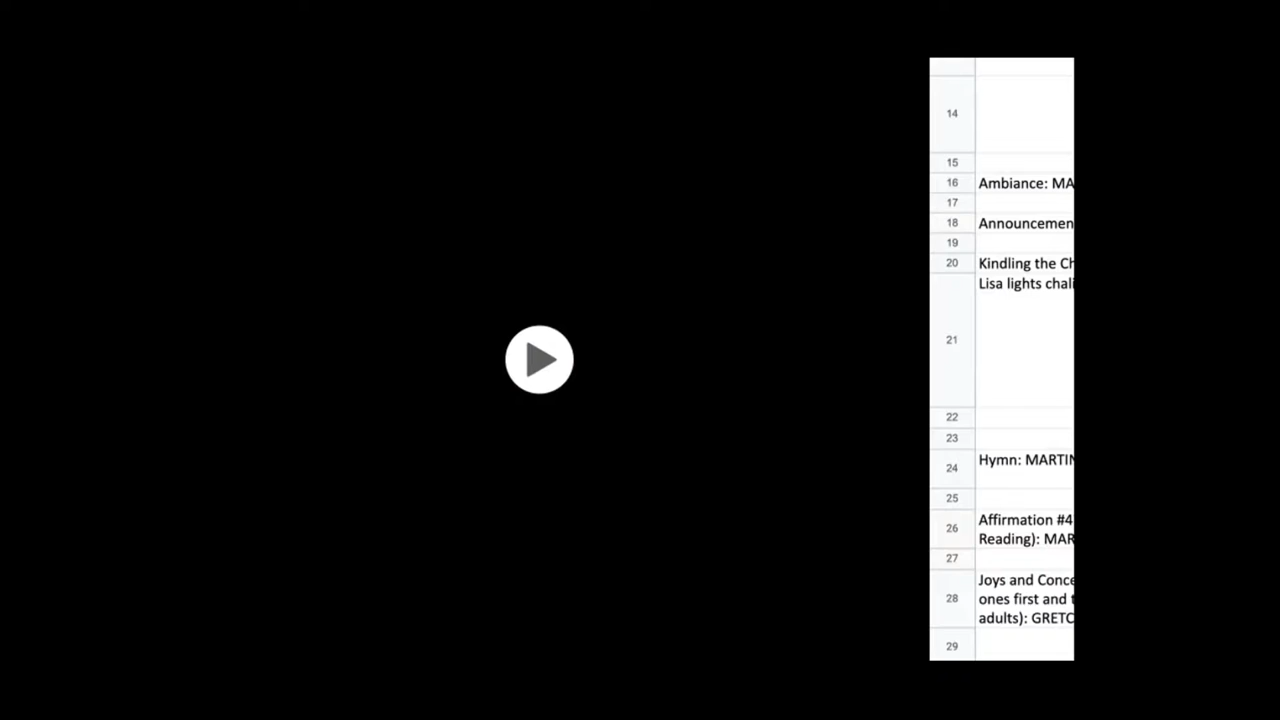 14
15
16 Ambiance: MA
17
18 Announcemen
19
20 Kindling the Ch
Lisa lights chali
21
22
23
24 Hymn: MARTIN
25
26 Affirmation #4
Reading): MAR
27
28 Joys and Conce
ones first and t
adults): GRETC
29